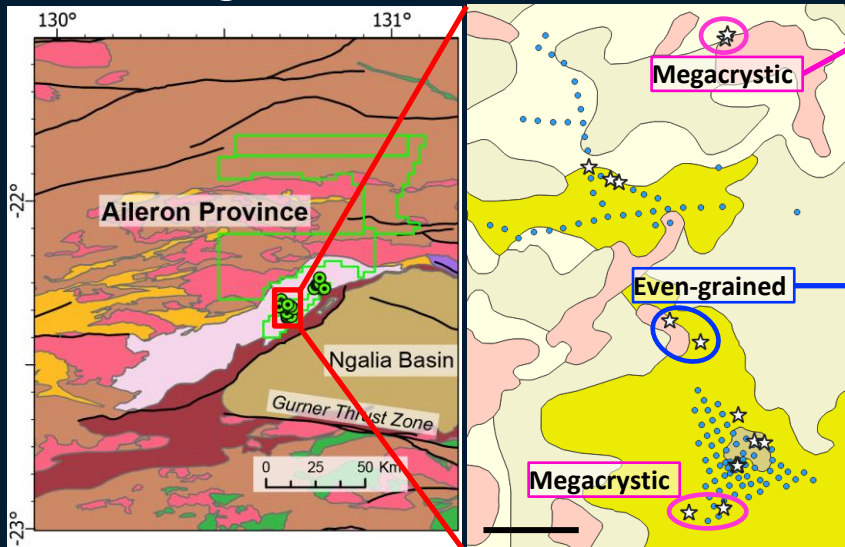 130°
131°
-22°
-23°
Aileron Province
Ngalia Basin
Gurner Thrust Zone
0 25 50 Km
Megacrystic
Even-grained
Megacrystic